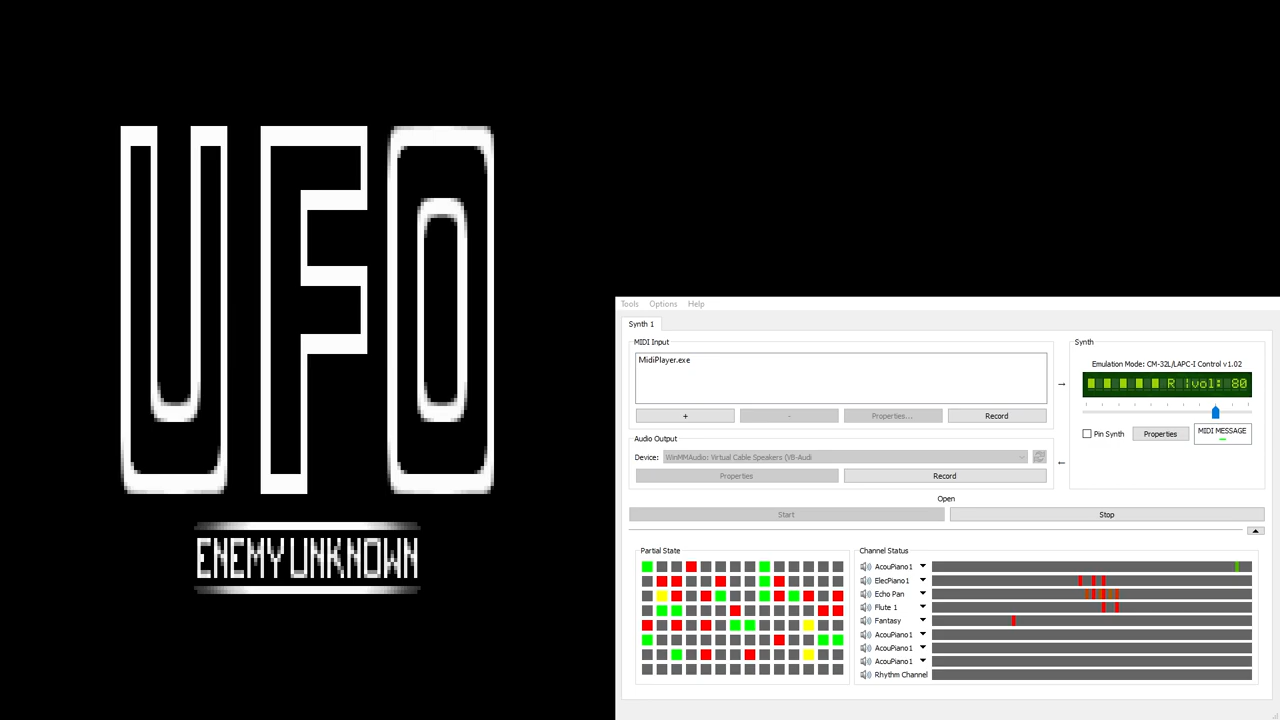 UFO
ENEMY UNKNOWN
Tools Options Help
Synth 1
MIDI Input
MidiPlayer.exe
+ - Properties... Record
Audio Output
Device: WinMMAudio: Virtual Cable Speakers (VB-Audi
Properties Record
Synth
Emulation Mode: CM-32L/LAPC-I Control v1.02
R |vol: 80
Pin Synth Properties MIDI MESSAGE
Open
Start Stop
Partial State
Channel Status
AcouPiano1
ElecPiano1
Echo Pan
Flute 1
Fantasy
AcouPiano1
AcouPiano1
AcouPiano1
Rhythm Channel